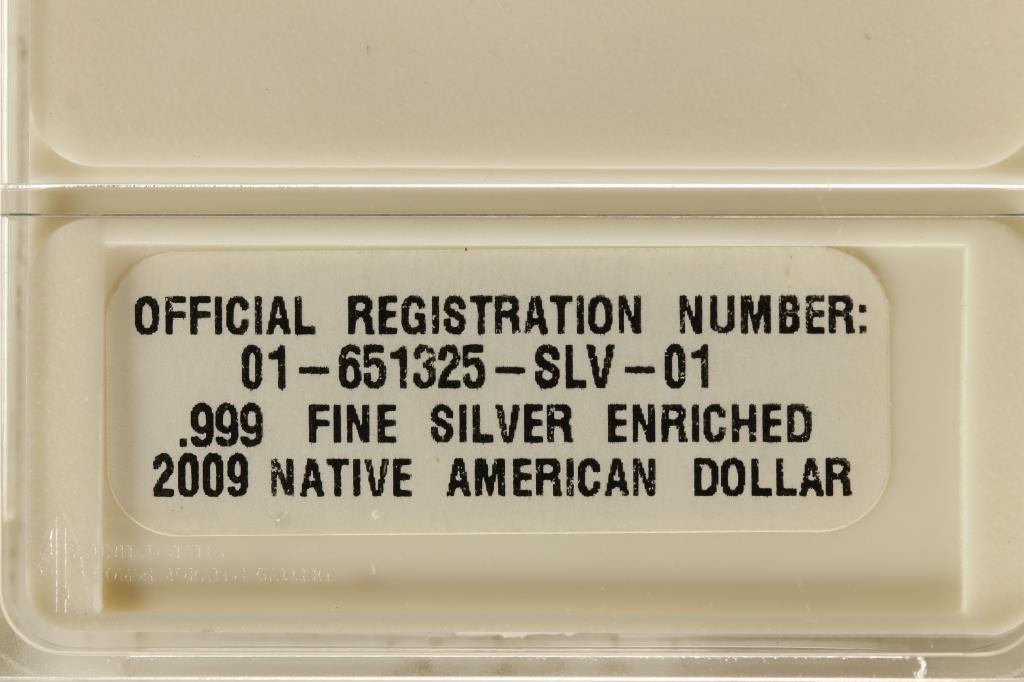 OFFICIAL REGISTRATION NUMBER:
01-651325-SLV-01
.999 FINE SILVER ENRICHED
2009 NATIVE AMERICAN DOLLAR